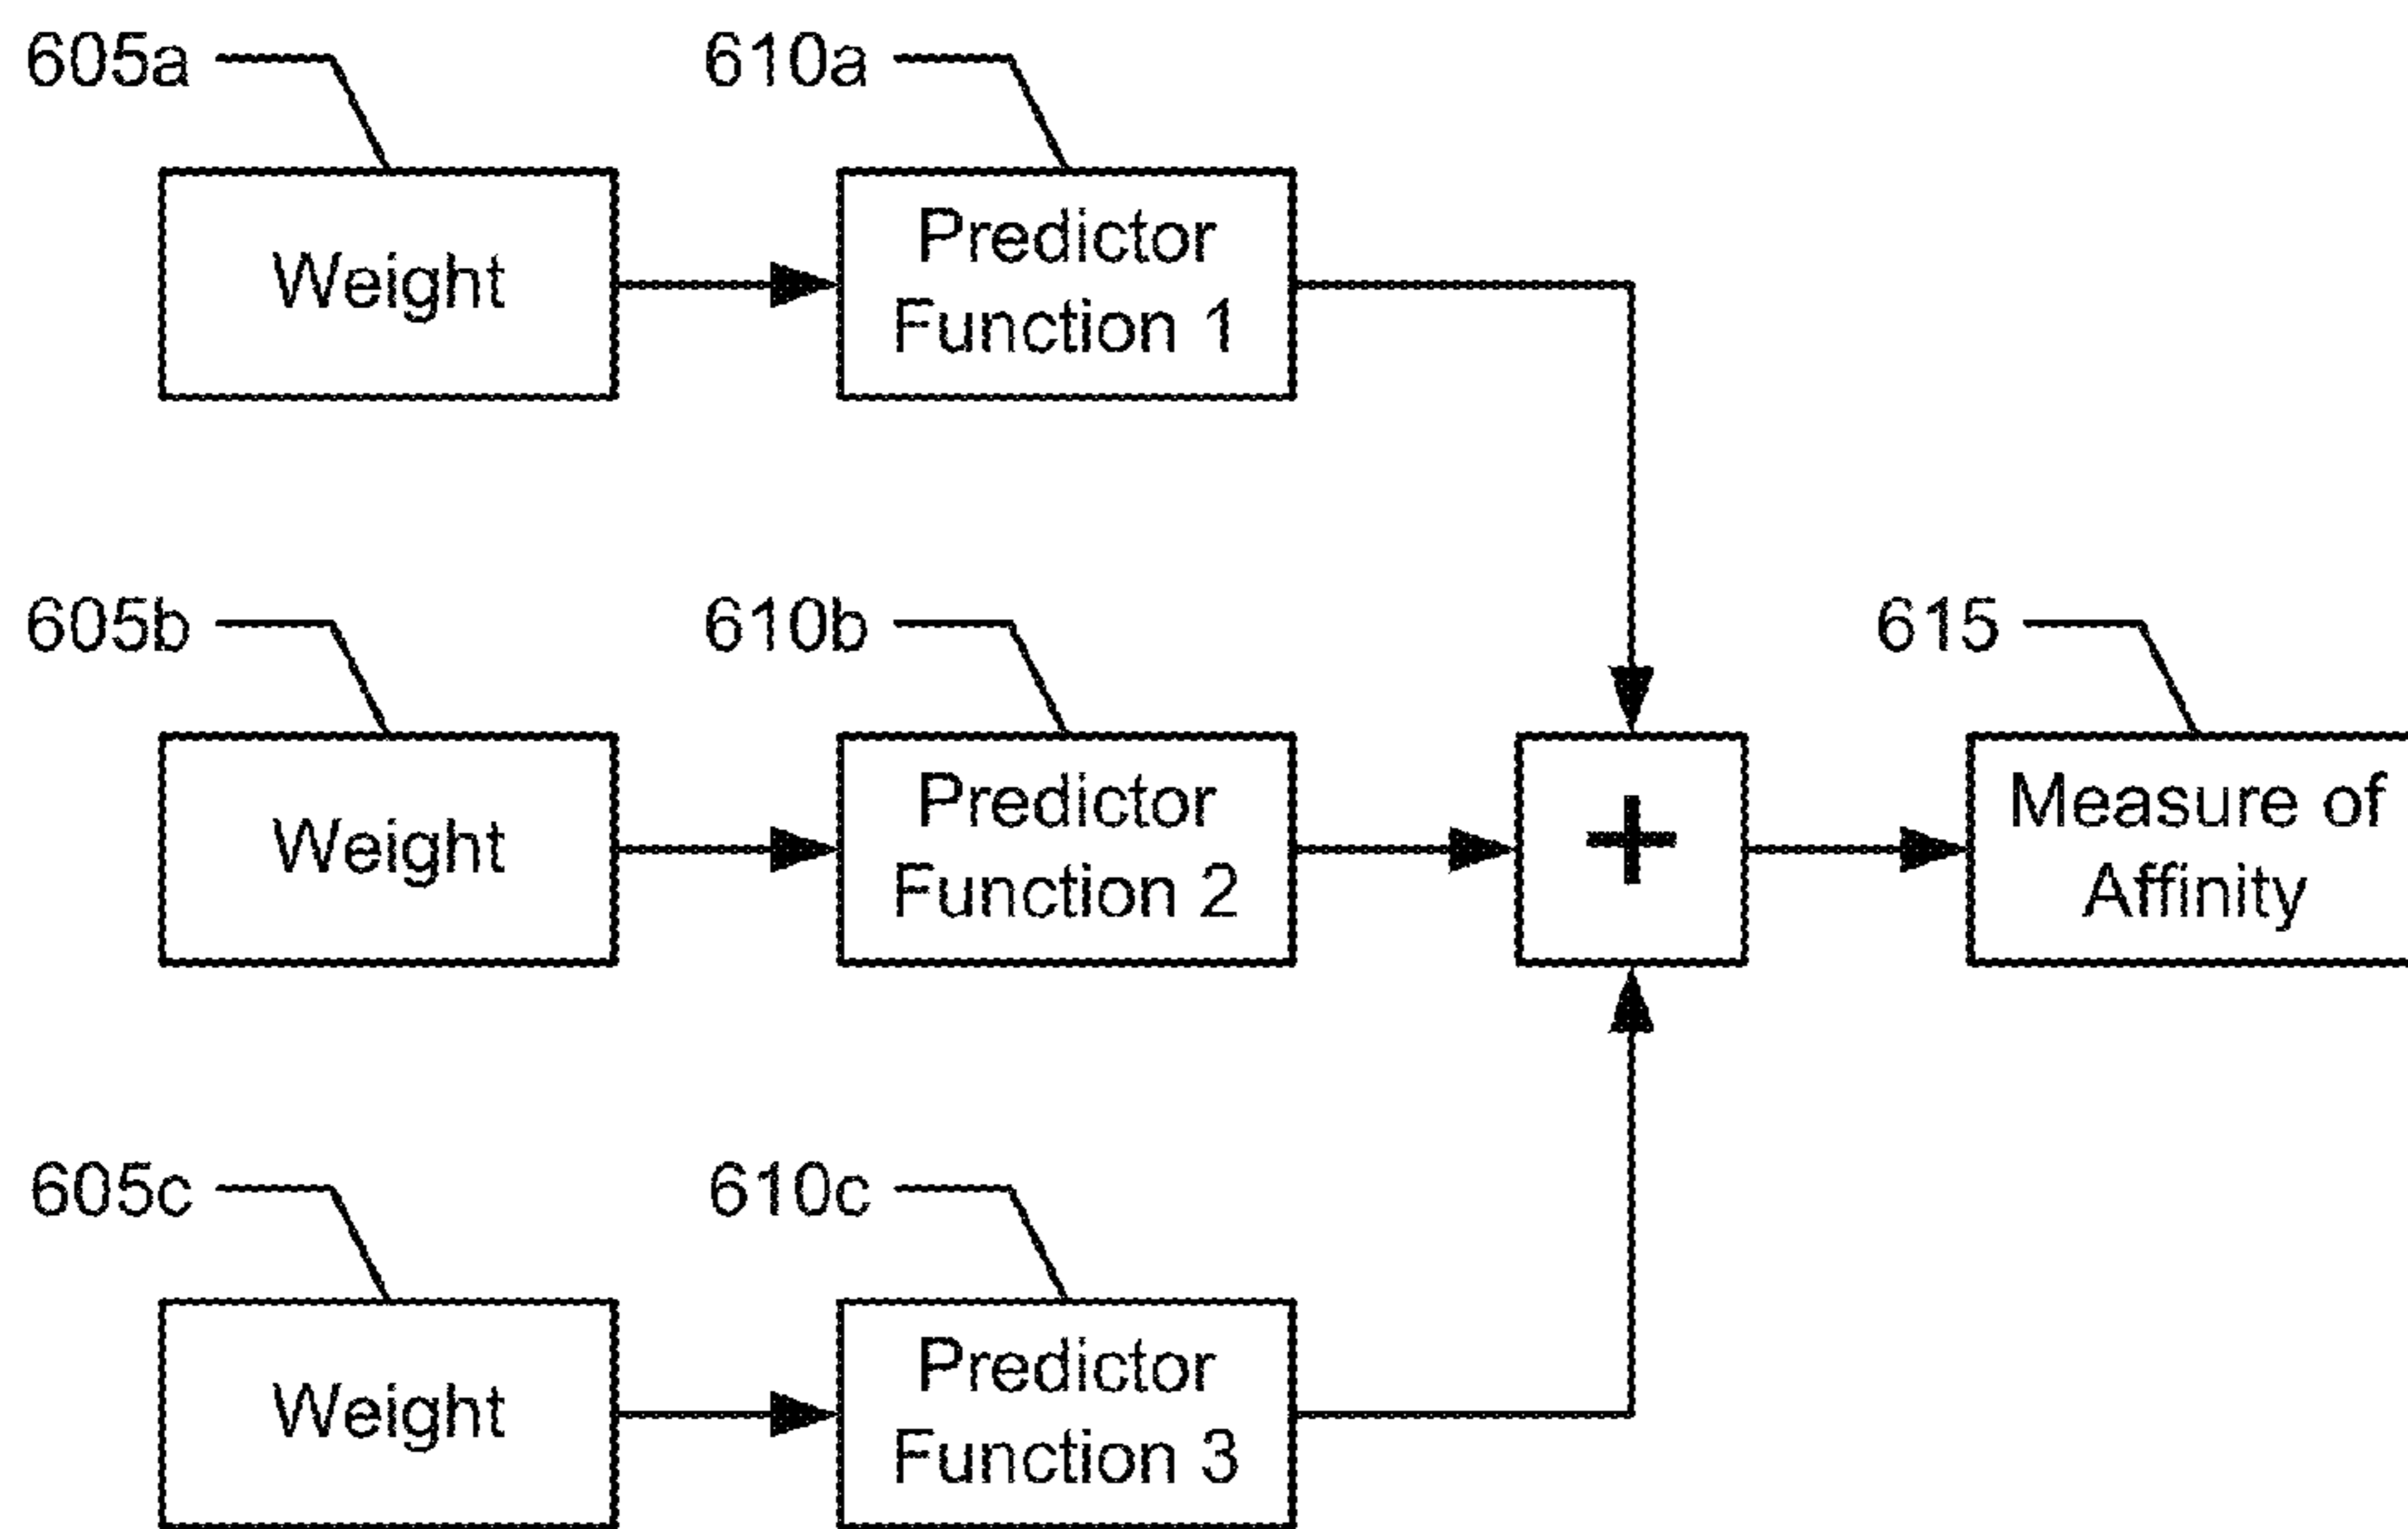 605a
610a
Weight
Predictor
Function 1
605b
610b
615
Weight
Predictor
Function 2
+
Measure of
Affinity
605c
610c
Weight
Predictor
Function 3